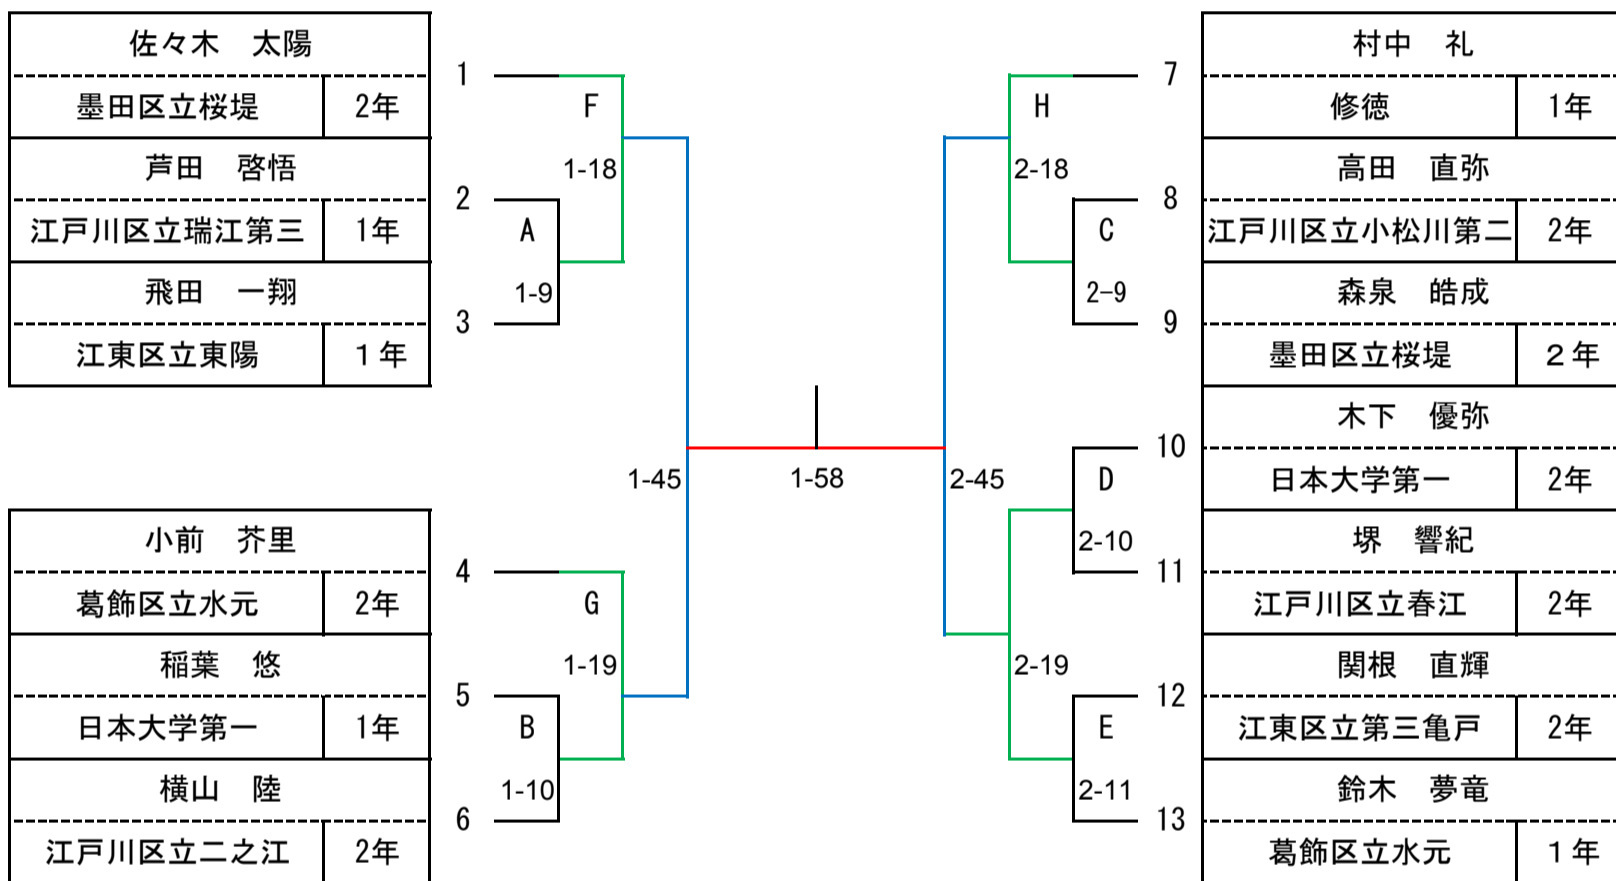 佐々木　太陽
1
墨田区立桜堤 2年
F
芦田　啓悟
1-18
2
江戸川区立瑞江第三 1年
A
飛田　一翔
1-9
3
江東区立東陽 １年
小前　芥里
4
葛飾区立水元 2年
G
稲葉　悠
1-19
5
日本大学第一 1年
B
横山　陸
1-10
6
江戸川区立二之江 2年
1-45
1-58
2-45
村中　礼
7
修徳 1年
H
高田　直弥
2-18
8
江戸川区立小松川第二 2年
C
森泉　皓成
2-9
9
墨田区立桜堤 ２年
木下　優弥
10
日本大学第一 2年
D
堺　響紀
2-10
11
江戸川区立春江 2年
関根　直輝
2-19
12
江東区立第三亀戸 2年
E
鈴木　夢竜
2-11
13
葛飾区立水元 １年